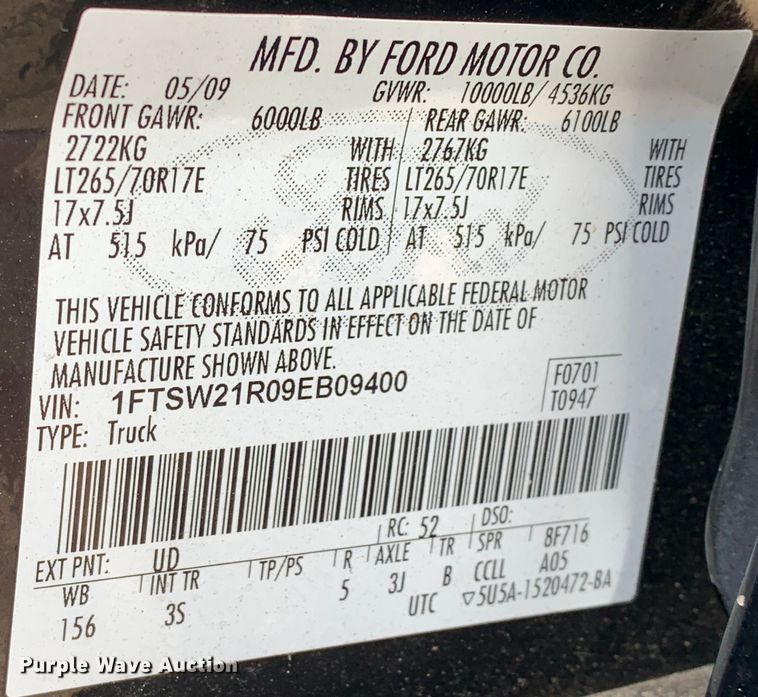 MFD. BY FORD MOTOR CO.
DATE: 05/09 GVWR: 10000LB/ 4536KG
FRONT GAWR: 6000LB REAR GAWR: 6100LB
2722KG WITH 2767KG WITH
LT265/70R17E TIRES LT265/70R17E TIRES
17x7.5J RIMS 17x7.5J RIMS
AT 515 kPa/ 75 PSI COLD AT 515 kPa/ 75 PSI COLD
THIS VEHICLE CONFORMS TO ALL APPLICABLE FEDERAL MOTOR
VEHICLE SAFETY STANDARDS IN EFFECT ON THE DATE OF
MANUFACTURE SHOWN ABOVE.
VIN: 1FTSW21R09EB09400 F0701
TYPE: Truck T0947
EXT PNT: UD RC: 52 DSO:
WB INT TR TP/PS R AXLE TR SPR 8F716
156 3S 5 3J B CCLL A05
UTC ▽5U5A-1520472-BA
Purple Wave Auction